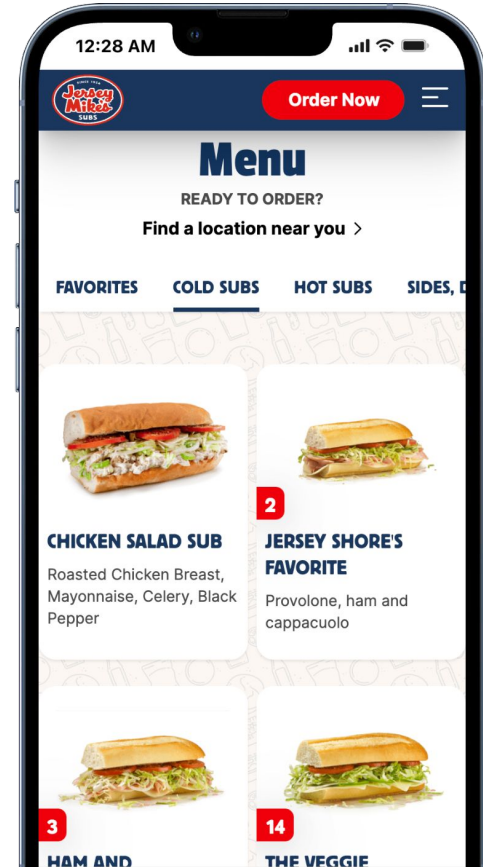 12:28 AM
SINCE 1956
Jersey
Mike's
SUBS
Order Now
Menu
READY TO ORDER?
Find a location near you >
FAVORITES
COLD SUBS
HOT SUBS
SIDES, D
CHICKEN SALAD SUB
Roasted Chicken Breast,
Mayonnaise, Celery, Black
Pepper
2
JERSEY SHORE'S
FAVORITE
Provolone, ham and
cappacuolo
3
HAM AND
14
THE VEGGIE